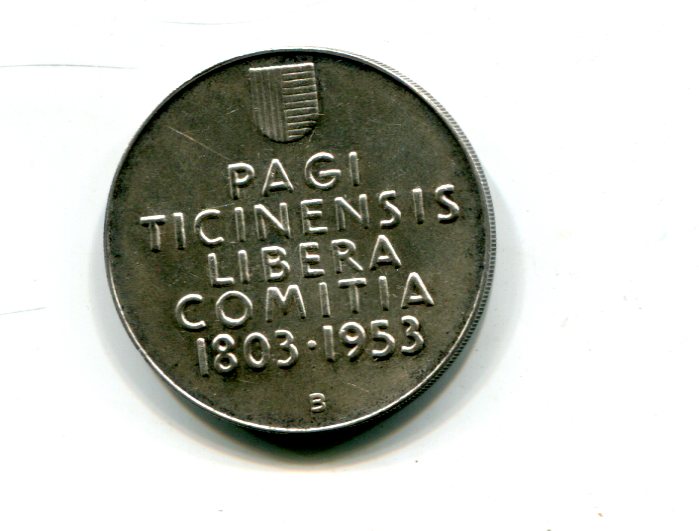 PAGI
TICINENSIS
LIBERA
COMITIA
1803·1953
B